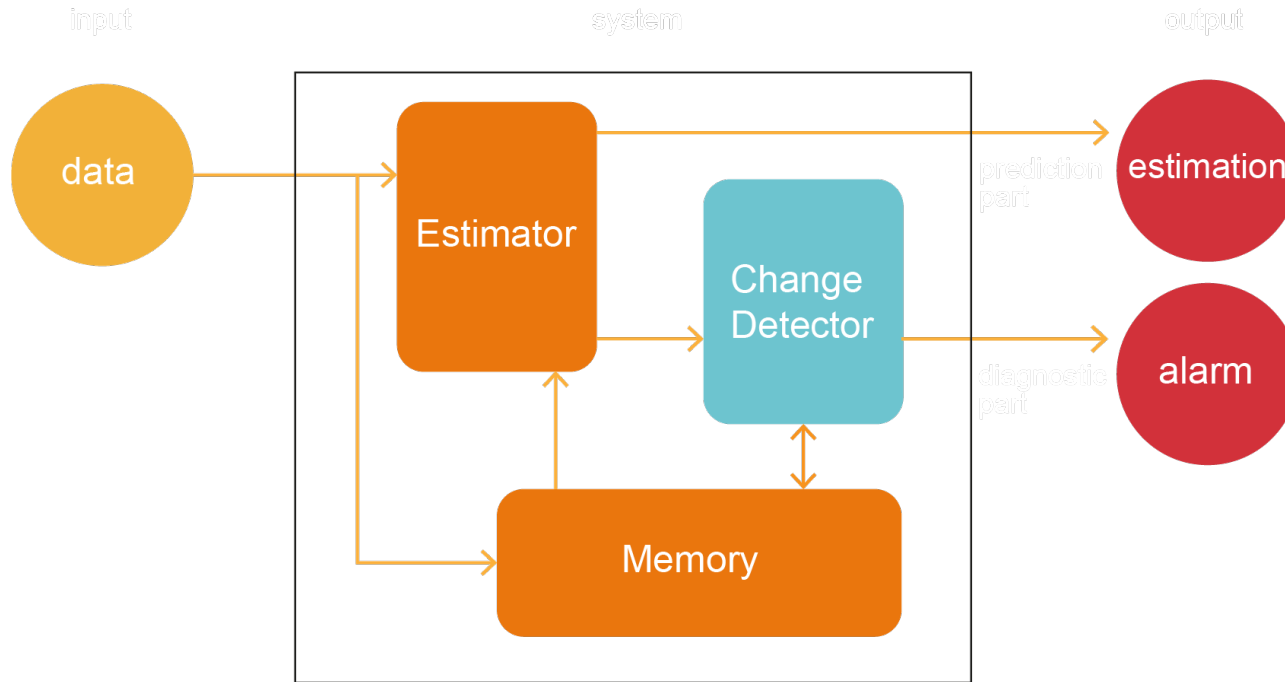 input
system
output
data
Estimator
Change
Detector
prediction
part
estimation
diagnostic
part
alarm
Memory